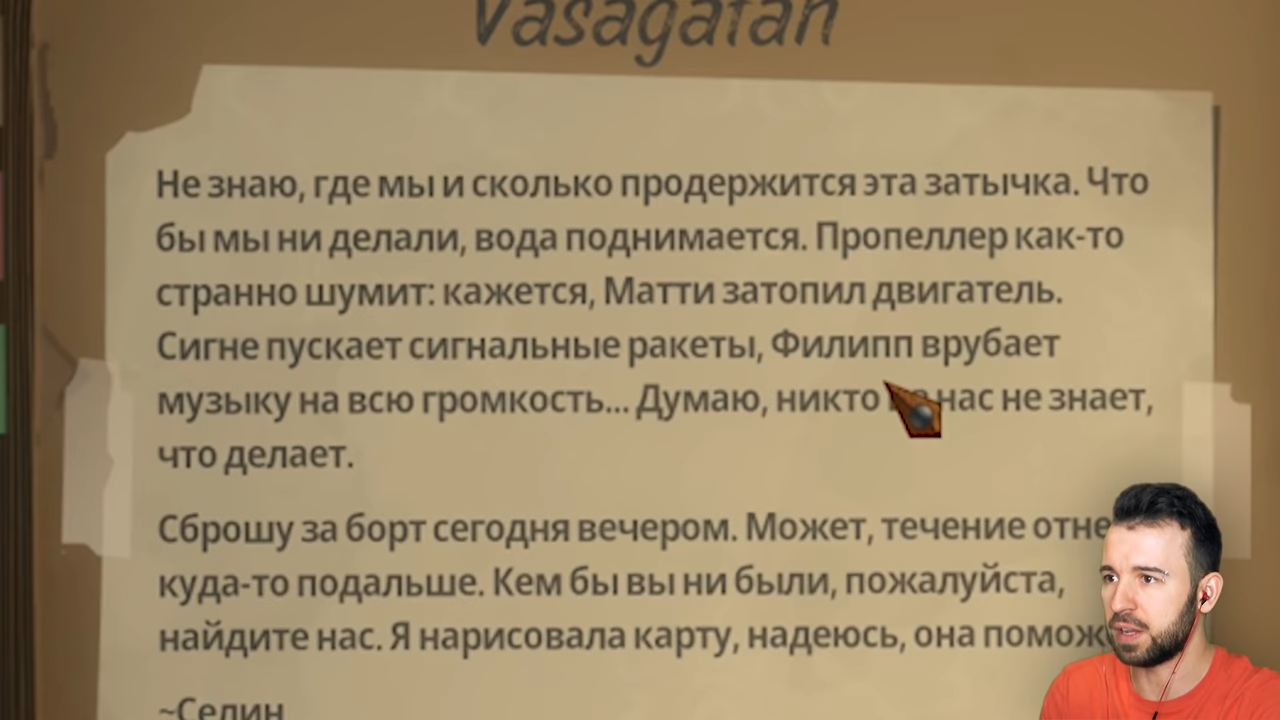 Vasagatan
Не знаю, где мы и сколько продержится эта затычка. Что
бы мы ни делали, вода поднимается. Пропеллер как-то
странно шумит: кажется, Матти затопил двигатель.
Сигне пускает сигнальные ракеты, Филипп врубает
музыку на всю громкость... Думаю, никто нас не знает,
что делает.
Сброшу за борт сегодня вечером. Может, течение
куда-то подальше. Кем бы вы ни были, пожалуйста,
найдите нас. Я нарисовала карту, надеюсь, она
~Селин